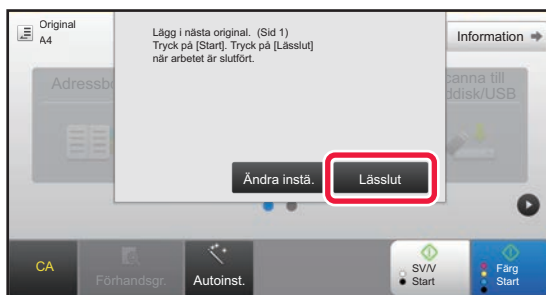 Original
A4
Lägg i nästa original. (Sid 1)
Tryck på [Start]. Tryck på [Lässlut]
när arbetet är slutfört.
Information
Adressb
canna till
ddisk/USB
Ändra instä.
Lässlut
CA
Förhandsgr.
Autoinst.
SV/V
Start
Färg
Start